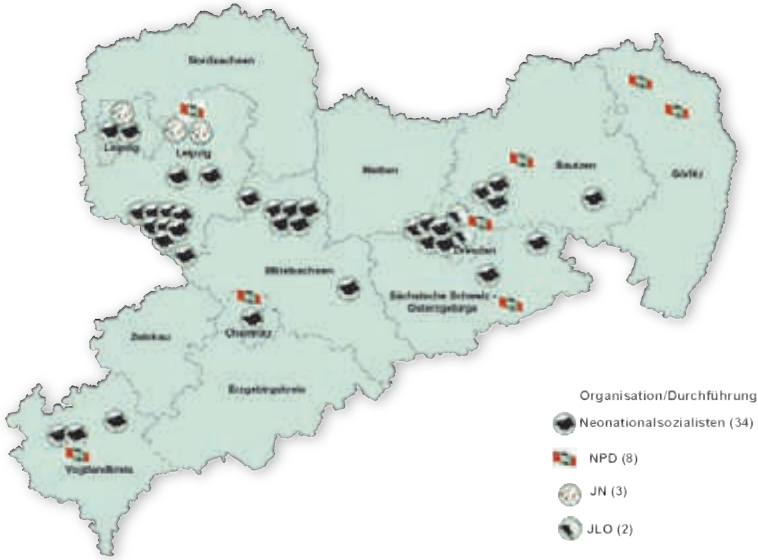 Nordsachsen
Leipzig
Leipzig
Meißen
Bautzen
Görlitz
Dresden
Mittelsachsen
Sächsische Schweiz -
Osterzgebirge
Chemnitz
Zwickau
Erzgebirgskreis
Vogtlandkreis
Organisation/Durchführung
Neonationalsozialisten (34)
NPD (8)
JN (3)
JLO (2)